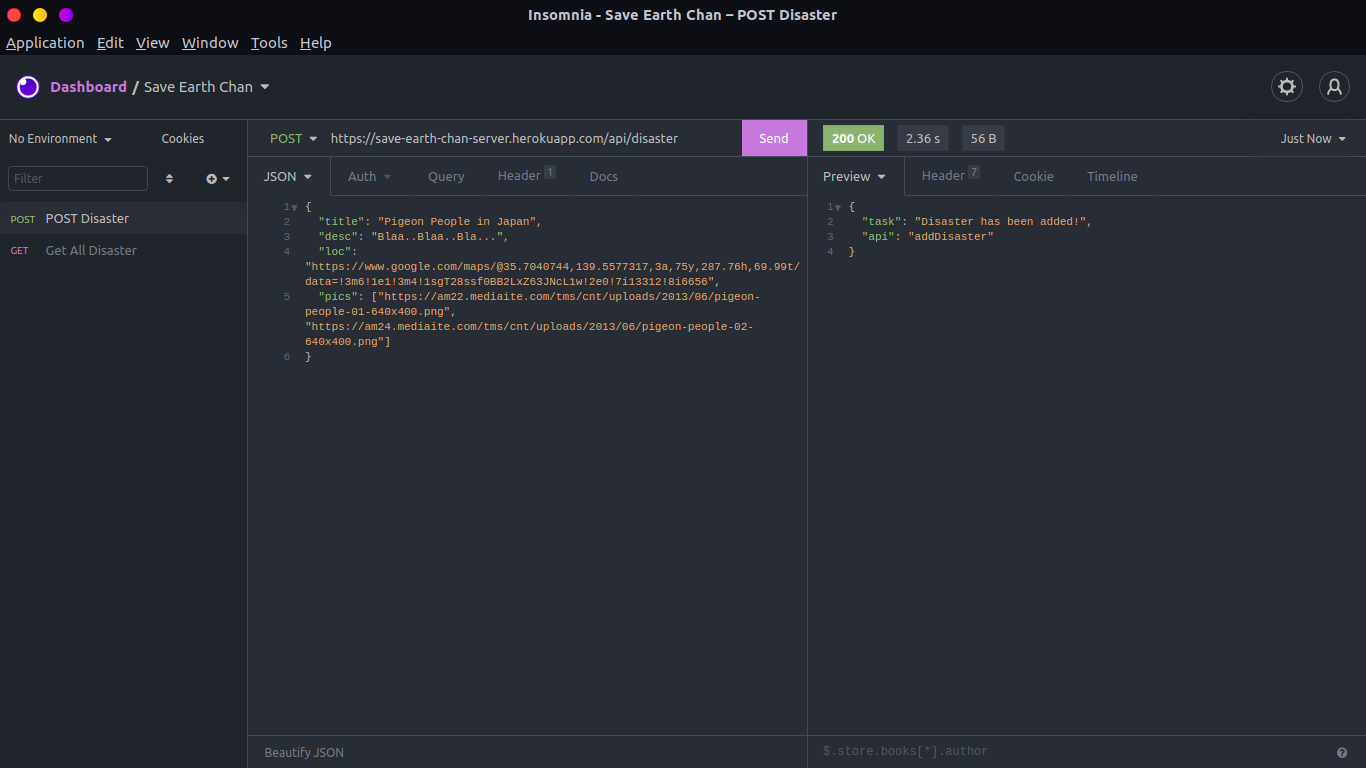 Insomnia - Save Earth Chan – POST Disaster
Application Edit View Window Tools Help
Dashboard / Save Earth Chan
No Environment Cookies
POST https://save-earth-chan-server.herokuapp.com/api/disaster Send
200 OK 2.36 s 56 B Just Now
Filter
POST POST Disaster
GET Get All Disaster
JSON Auth Query Header 1 Docs
1 {
2 "title": "Pigeon People in Japan",
3 "desc": "Blaa..Blaa..Bla...",
4 "loc":
"https://www.google.com/maps/@35.7040744,139.5577317,3a,75y,287.76h,69.99t/
data=!3m6!1e1!3m4!1sgT28ssf0BB2LxZ63JNcL1w!2e0!7i13312!8i6656",
5 "pics": ["https://am22.mediaite.com/tms/cnt/uploads/2013/06/pigeon-
people-01-640x400.png",
"https://am24.mediaite.com/tms/cnt/uploads/2013/06/pigeon-people-02-
640x400.png"]
6 }
Beautify JSON
Preview Header 7 Cookie Timeline
1 {
2 "task": "Disaster has been added!",
3 "api": "addDisaster"
4 }
$.store.books[*].author